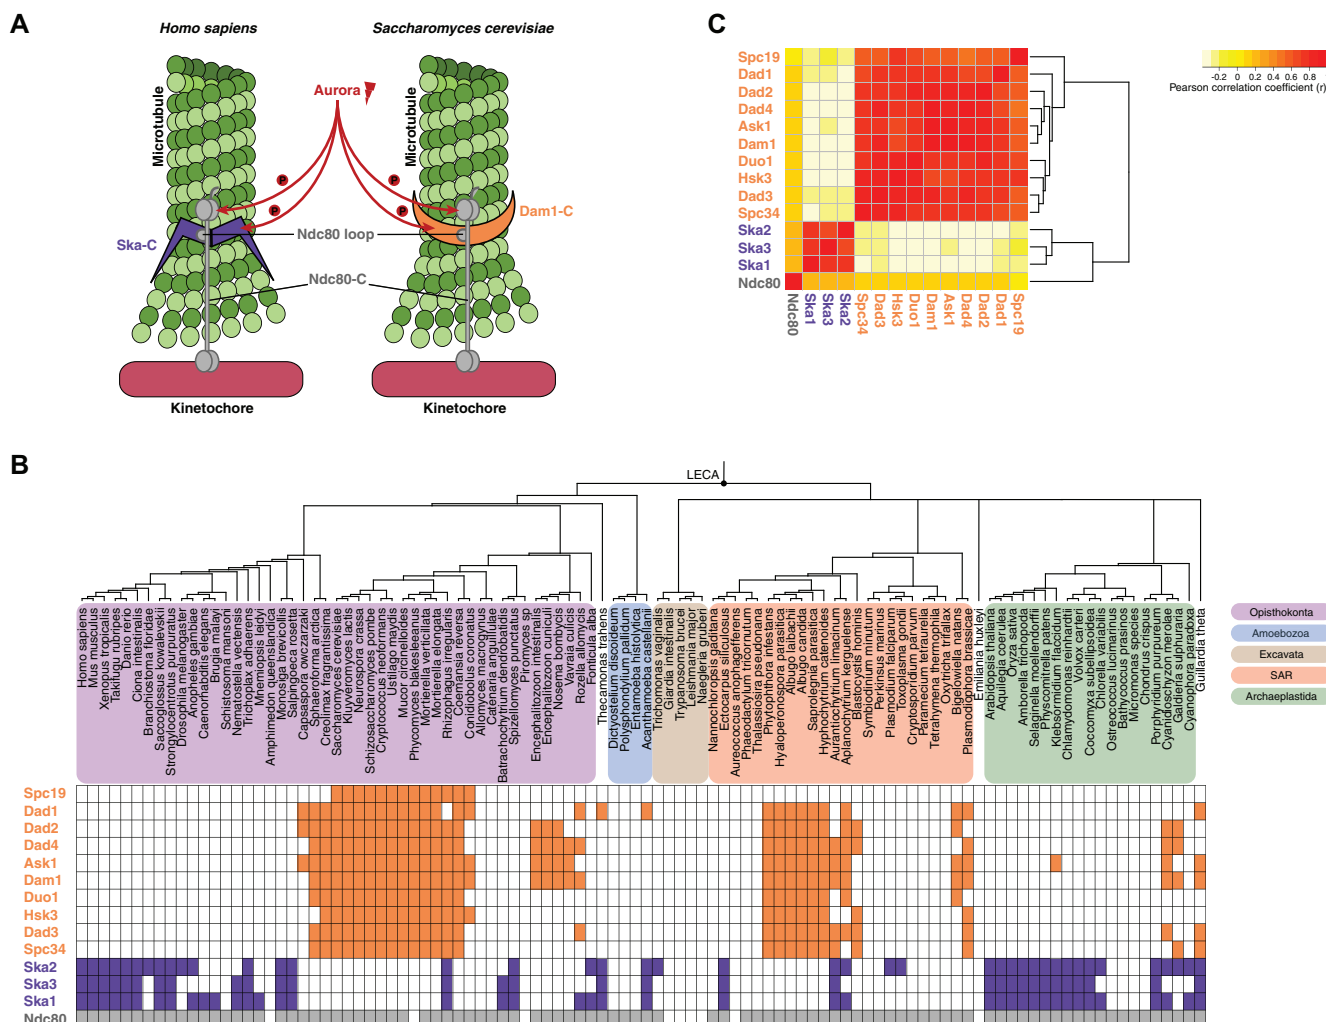 A
Homo sapiens
Saccharomyces cerevisiae
Microtubule
Microtubule
Aurora
P
P
P
P
Ska-C
Dam1-C
Ndc80 loop
Ndc80-C
Kinetochore
Kinetochore
C
Spc19
Dad1
Dad2
Dad4
Ask1
Dam1
Duo1
Hsk3
Dad3
Spc34
Ska2
Ska3
Ska1
Ndc80
Ndc80
Ska1
Ska3
Ska2
Spc34
Dad3
Hsk3
Duo1
Dam1
Ask1
Dad4
Dad2
Dad1
Spc19
-0.2 0 0.2 0.4 0.6 0.8
Pearson correlation coefficient (r)
B
LECA
Homo sapiens
Mus musculus
Xenopus tropicalis
Takifugu rubripes
Danio rerio
Ciona intestinalis
Branchiostoma floridae
Saccoglossus kowalevskii
Strongylocentrotus purpuratus
Drosophila melanogaster
Anopheles gambiae
Caenorhabditis elegans
Brugia malayi
Schistosoma mansoni
Nematostella vectensis
Trichoplax adhaerens
Mnemiopsis leidyi
Amphimedon queenslandica
Monosiga brevicollis
Salpingoeca rosetta
Capsaspora owczarzaki
Sphaeroforma arctica
Creolimax fragrantissima
Saccharomyces cerevisiae
Kluyveromyces lactis
Neurospora crassa
Schizosaccharomyces pombe
Cryptococcus neoformans
Ustilago maydis
Mucor circinelloides
Phycomyces blakesleeanus
Mortierella verticillata
Mortierella elongata
Rhizophagus irregularis
Coemansia reversa
Conidiobolus coronatus
Allomyces macrogynus
Catenaria anguillulae
Batrachochytrium dendrobatidis
Spizellomyces punctatus
Piromyces sp
Encephalitozoon intestinalis
Encephalitozoon cuniculi
Nosema bombycis
Vavraia culicis
Rozella allomycis
Fonticula alba
Thecamonas trahens
Dictyostelium discoideum
Polysphondylium pallidum
Entamoeba histolytica
Acanthamoeba castellanii
Trichomonas vaginalis
Giardia intestinalis
Trypanosoma brucei
Leishmania major
Naegleria gruberi
Nannochloropsis gaditana
Ectocarpus siliculosus
Aureococcus anophagefferens
Phaeodactylum tricornutum
Thalassiosira pseudonana
Phytophthora infestans
Hyaloperonospora parasitica
Albugo laibachii
Albugo candida
Saprolegnia parasitica
Hyphochytrium catenoides
Aurantiochytrium limacinum
Aplanochytrium kerguelense
Blastocystis hominis
Symbiodinium minutum
Perkinsus marinus
Plasmodium falciparum
Toxoplasma gondii
Cryptosporidium parvum
Paramecium tetraurelia
Tetrahymena thermophila
Oxytricha trifallax
Bigelowiella natans
Plasmodiophora brassicae
Emiliania huxleyi
Arabidopsis thaliana
Aquilegia coerulea
Oryza sativa
Amborella trichopoda
Selaginella moellendorffii
Physcomitrella patens
Klebsormidium flaccidum
Chlamydomonas reinhardtii
Volvox carteri
Coccomyxa subellipsoidea
Chlorella variabilis
Ostreococcus lucimarinus
Bathycoccus prasinos
Micromonas species
Chondrus crispus
Porphyridium purpureum
Cyanidioschyzon merolae
Galdieria sulphuraria
Cyanophora paradoxa
Guillardia theta
Opisthokonta
Amoebozoa
Excavata
SAR
Archaeplastida
Spc19
Dad1
Dad2
Dad4
Ask1
Dam1
Duo1
Hsk3
Dad3
Spc34
Ska2
Ska3
Ska1
Ndc80